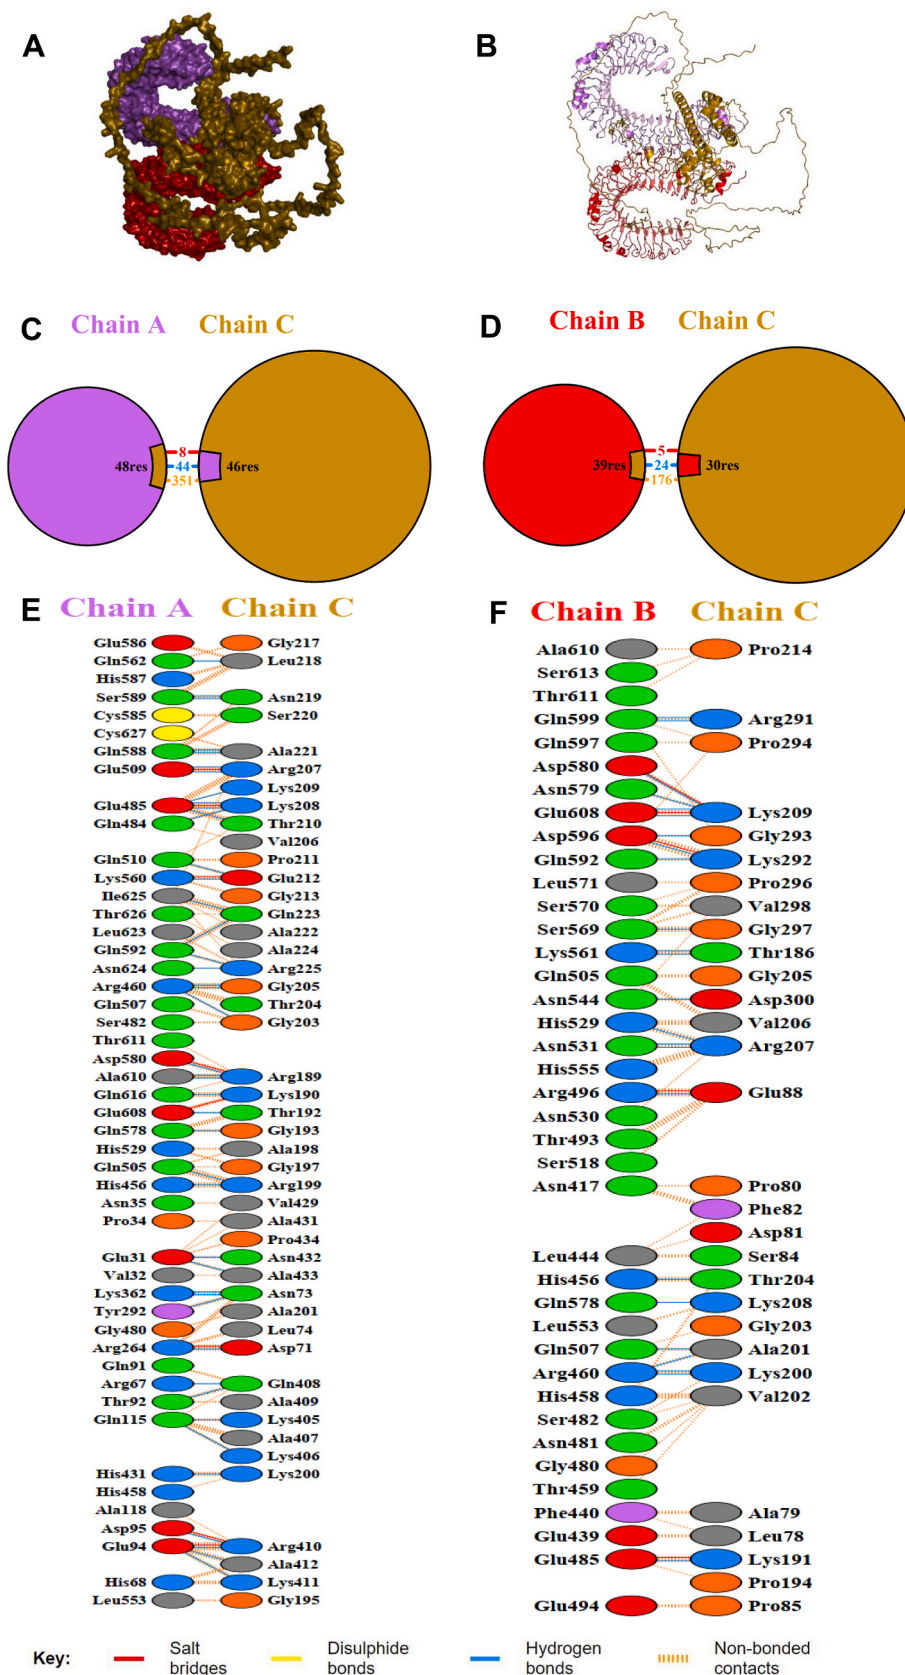 A
B
C Chain A Chain C
D Chain B Chain C
48res 8 44 351 46res
39res 5 24 176 30res
E Chain A Chain C
Glu586 Gly217
Gln562 Leu218
His587
Ser589 Asn219
Cys585 Ser220
Cys627
Gln588 Ala221
Glu509 Arg207
Lys209
Glu485 Lys208
Gln484 Thr210
Val206
Gln510 Pro211
Lys560 Glu212
Ile625 Gly213
Thr626 Gln223
Leu623 Ala222
Gln592 Ala224
Asn624 Arg225
Arg460 Gly205
Gln507 Thr204
Ser482 Gly203
Thr611
Asp580
Ala610 Arg189
Gln616 Lys190
Glu608 Thr192
Gln578 Gly193
His529 Ala198
Gln505 Gly197
His456 Arg199
Asn35 Val429
Pro34 Ala431
Pro434
Glu31 Asn432
Val32 Ala433
Lys362 Asn73
Tyr292 Ala201
Gly480 Leu74
Arg264 Asp71
Gln91
Arg67 Gln408
Thr92 Ala409
Gln115 Lys405
Ala407
Lys406
His431 Lys200
His458
Ala118
Asp95
Glu94 Arg410
Ala412
His68 Lys411
Leu553 Gly195
F Chain B Chain C
Ala610 Pro214
Ser613
Thr611
Gln599 Arg291
Gln597 Pro294
Asp580
Asn579
Glu608 Lys209
Asp596 Gly293
Gln592 Lys292
Leu571 Pro296
Ser570 Val298
Ser569 Gly297
Lys561 Thr186
Gln505 Gly205
Asn544 Asp300
His529 Val206
Asn531 Arg207
His555
Arg496 Glu88
Asn530
Thr493
Ser518
Asn417 Pro80
Phe82
Asp81
Leu444 Ser84
His456 Thr204
Gln578 Lys208
Leu553 Gly203
Gln507 Ala201
Arg460 Lys200
His458 Val202
Ser482
Asn481
Gly480
Thr459
Phe440 Ala79
Glu439 Leu78
Glu485 Lys191
Pro194
Glu494 Pro85
Key: Salt bridges Disulphide bonds Hydrogen bonds Non-bonded contacts